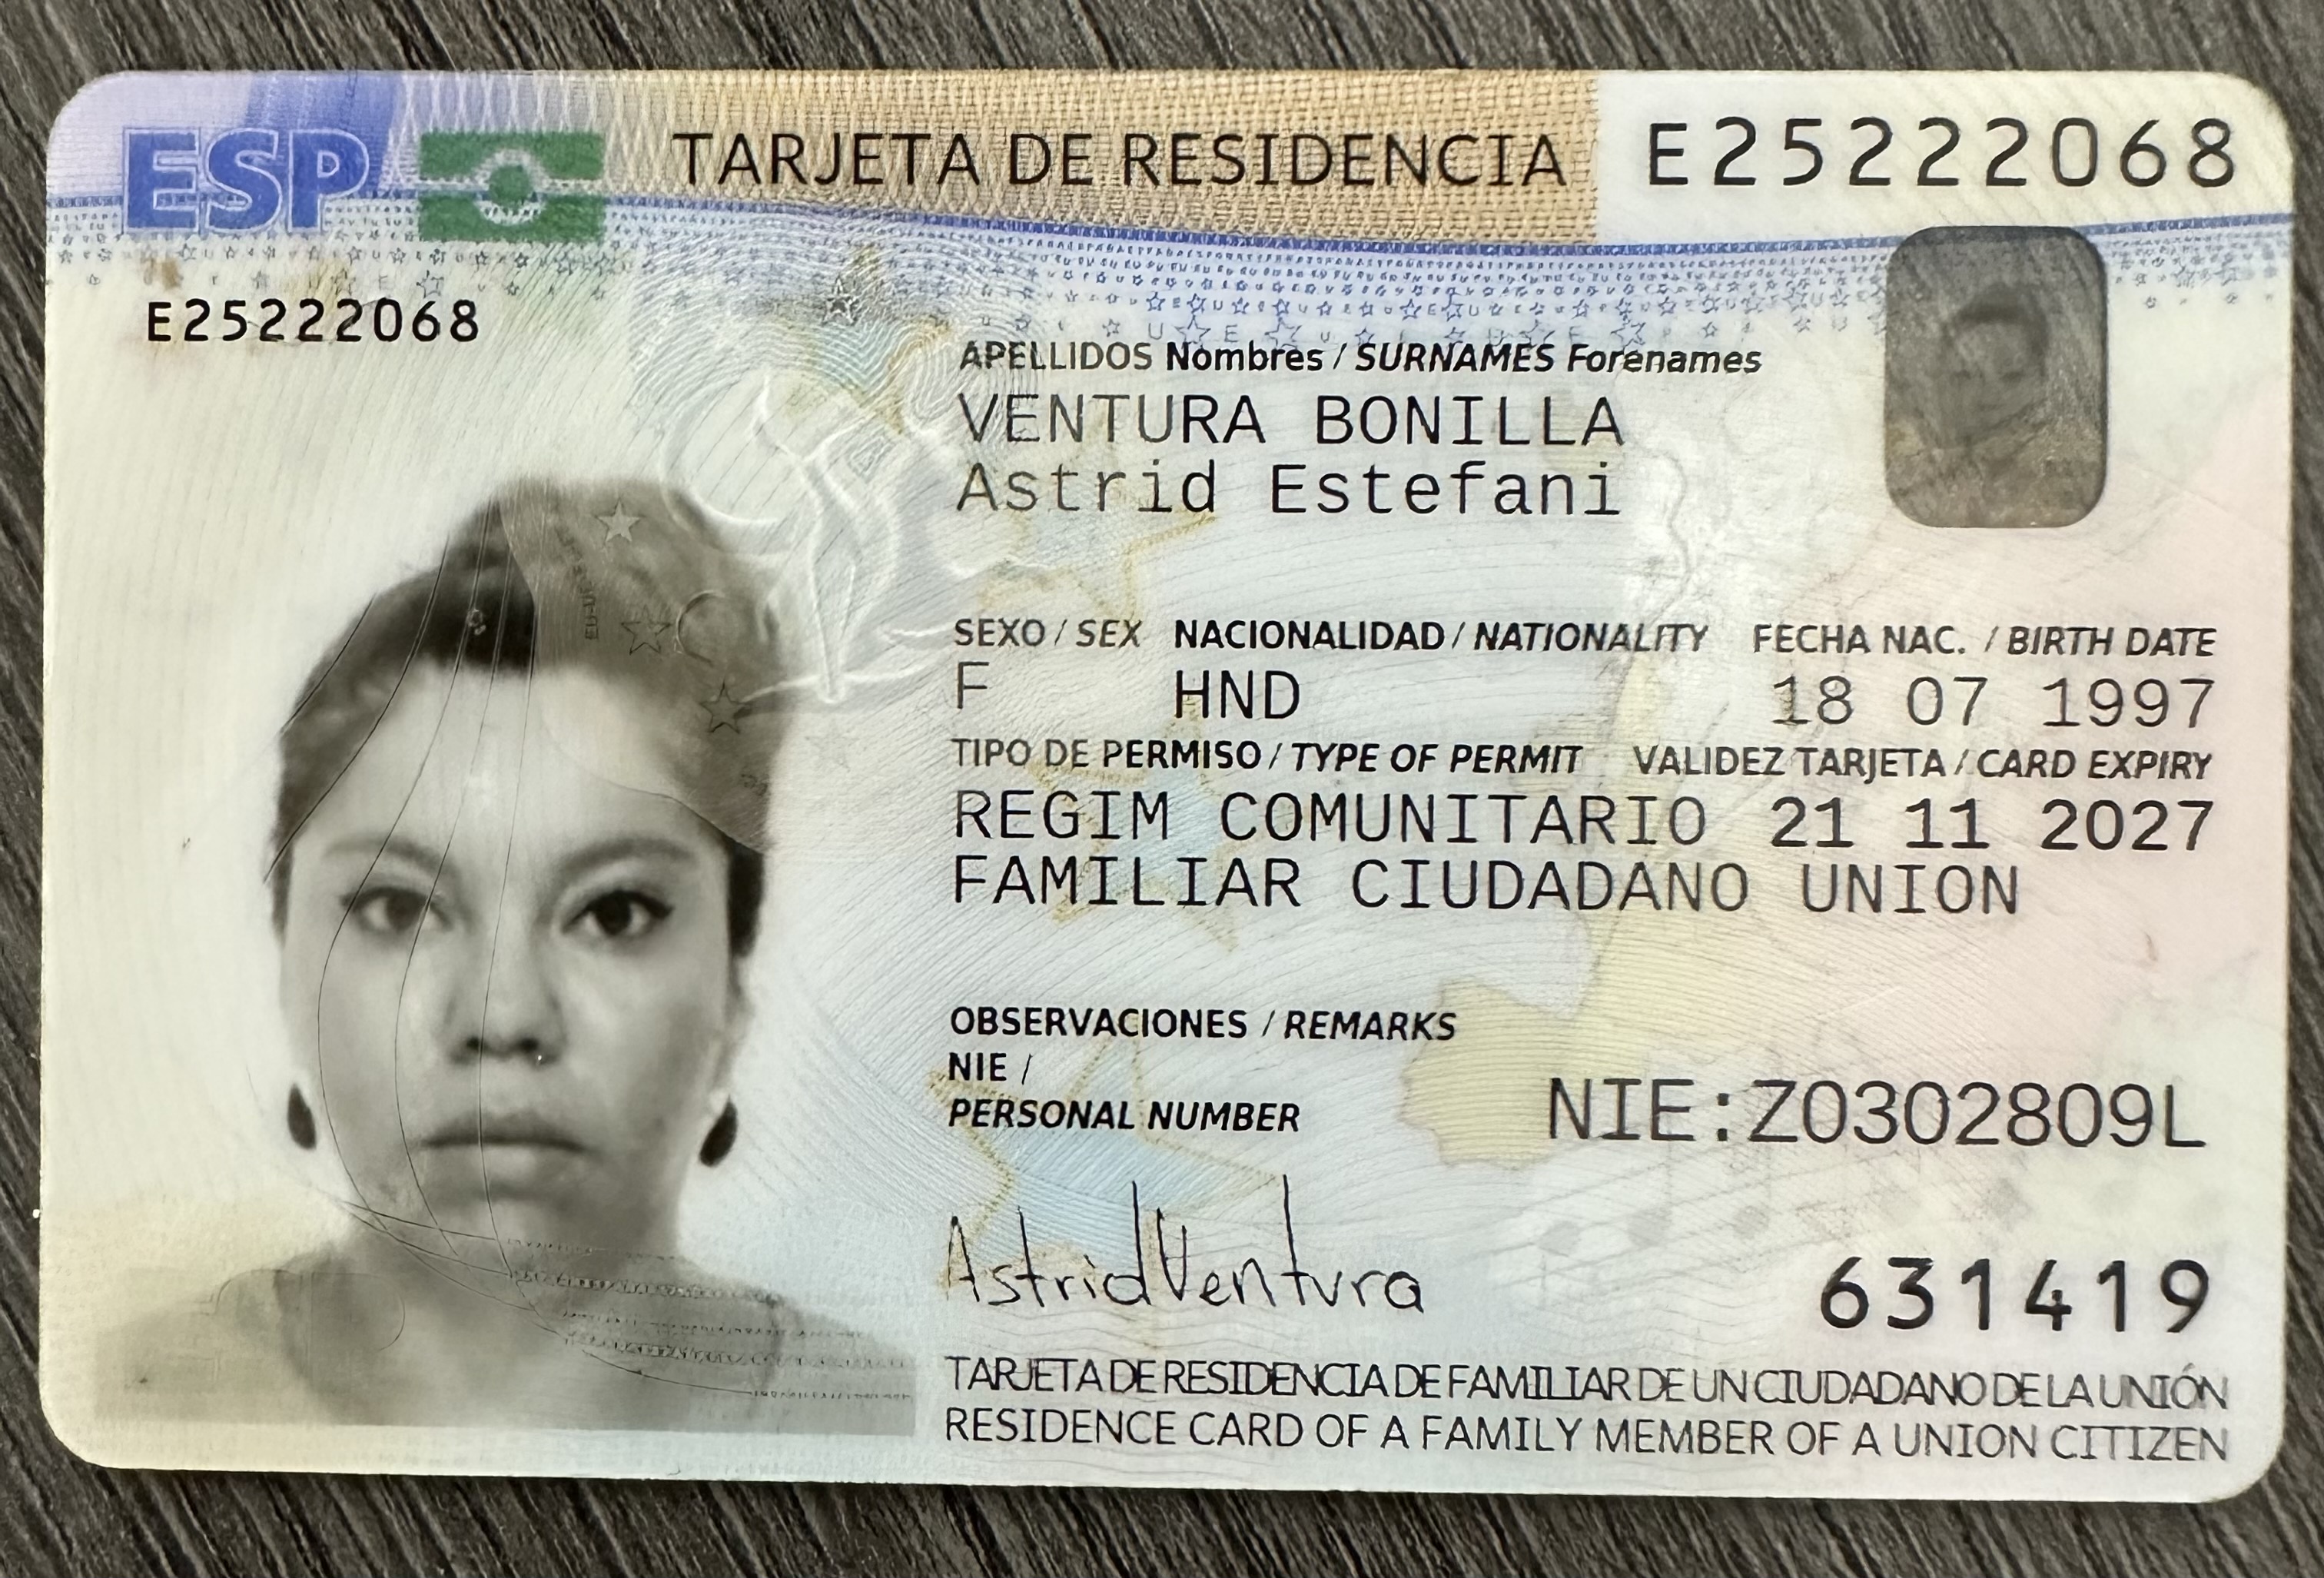 ESP TARJETA DE RESIDENCIA E25222068
E25222068
APELLIDOS Nombres / SURNAMES Forenames
VENTURA BONILLA
Astrid Estefani
SEXO / SEX NACIONALIDAD / NATIONALITY FECHA NAC. / BIRTH DATE
F HND 18 07 1997
TIPO DE PERMISO / TYPE OF PERMIT VALIDEZ TARJETA / CARD EXPIRY
REGIM COMUNITARIO 21 11 2027
FAMILIAR CIUDADANO UNION
OBSERVACIONES / REMARKS
NIE /
PERSONAL NUMBER NIE:Z0302809L
Astrid Ventura
631419
TARJETA DE RESIDENCIA DE FAMILIAR DE UN CIUDADANO DE LA UNIÓN
RESIDENCE CARD OF A FAMILY MEMBER OF A UNION CITIZEN